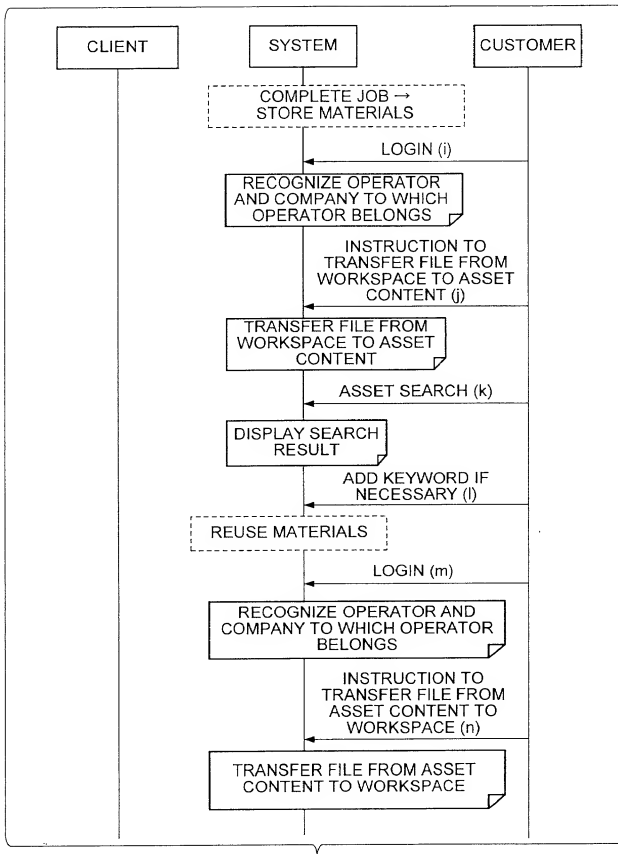 CLIENT
SYSTEM
CUSTOMER
COMPLETE JOB →
STORE MATERIALS
LOGIN (i)
RECOGNIZE OPERATOR
AND COMPANY TO WHICH
OPERATOR BELONGS
INSTRUCTION TO
TRANSFER FILE FROM
WORKSPACE TO ASSET
CONTENT (j)
TRANSFER FILE FROM
WORKSPACE TO ASSET
CONTENT
ASSET SEARCH (k)
DISPLAY SEARCH
RESULT
ADD KEYWORD IF
NECESSARY (l)
REUSE MATERIALS
LOGIN (m)
RECOGNIZE OPERATOR AND
COMPANY TO WHICH OPERATOR
BELONGS
INSTRUCTION TO
TRANSFER FILE FROM
ASSET CONTENT TO
WORKSPACE (n)
TRANSFER FILE FROM ASSET
CONTENT TO WORKSPACE